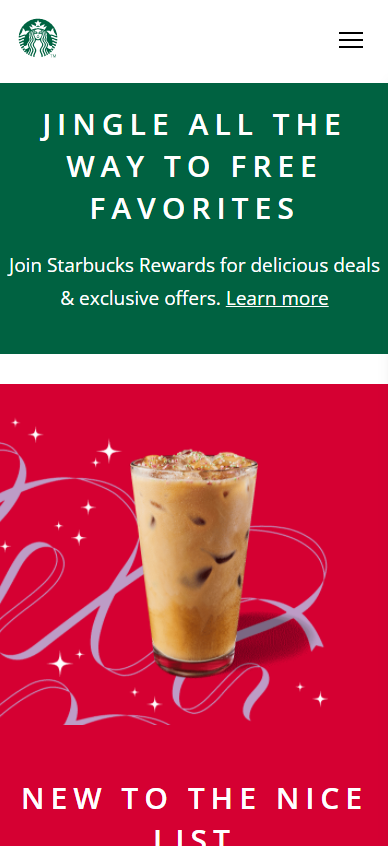 JINGLE ALL THE
WAY TO FREE
FAVORITES
Join Starbucks Rewards for delicious deals
& exclusive offers. Learn more
NEW TO THE NICE
LIST